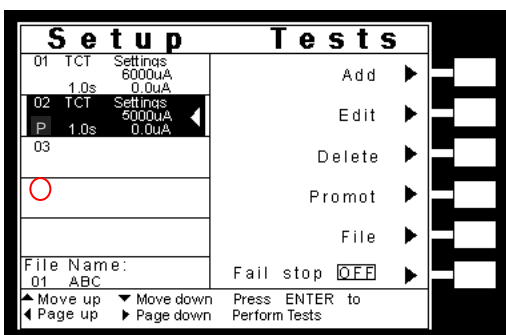 Setup Tests
01 TCT Settings
6000uA
1.0s 0.0uA
02 TCT Settings
5000uA
P 1.0s 0.0uA
03
Add
Edit
Delete
Promot
File
Fail stop OFF
File Name:
01 ABC
▲ Move up ▼ Move down Press ENTER to
◀ Page up ▶ Page down Perform Tests